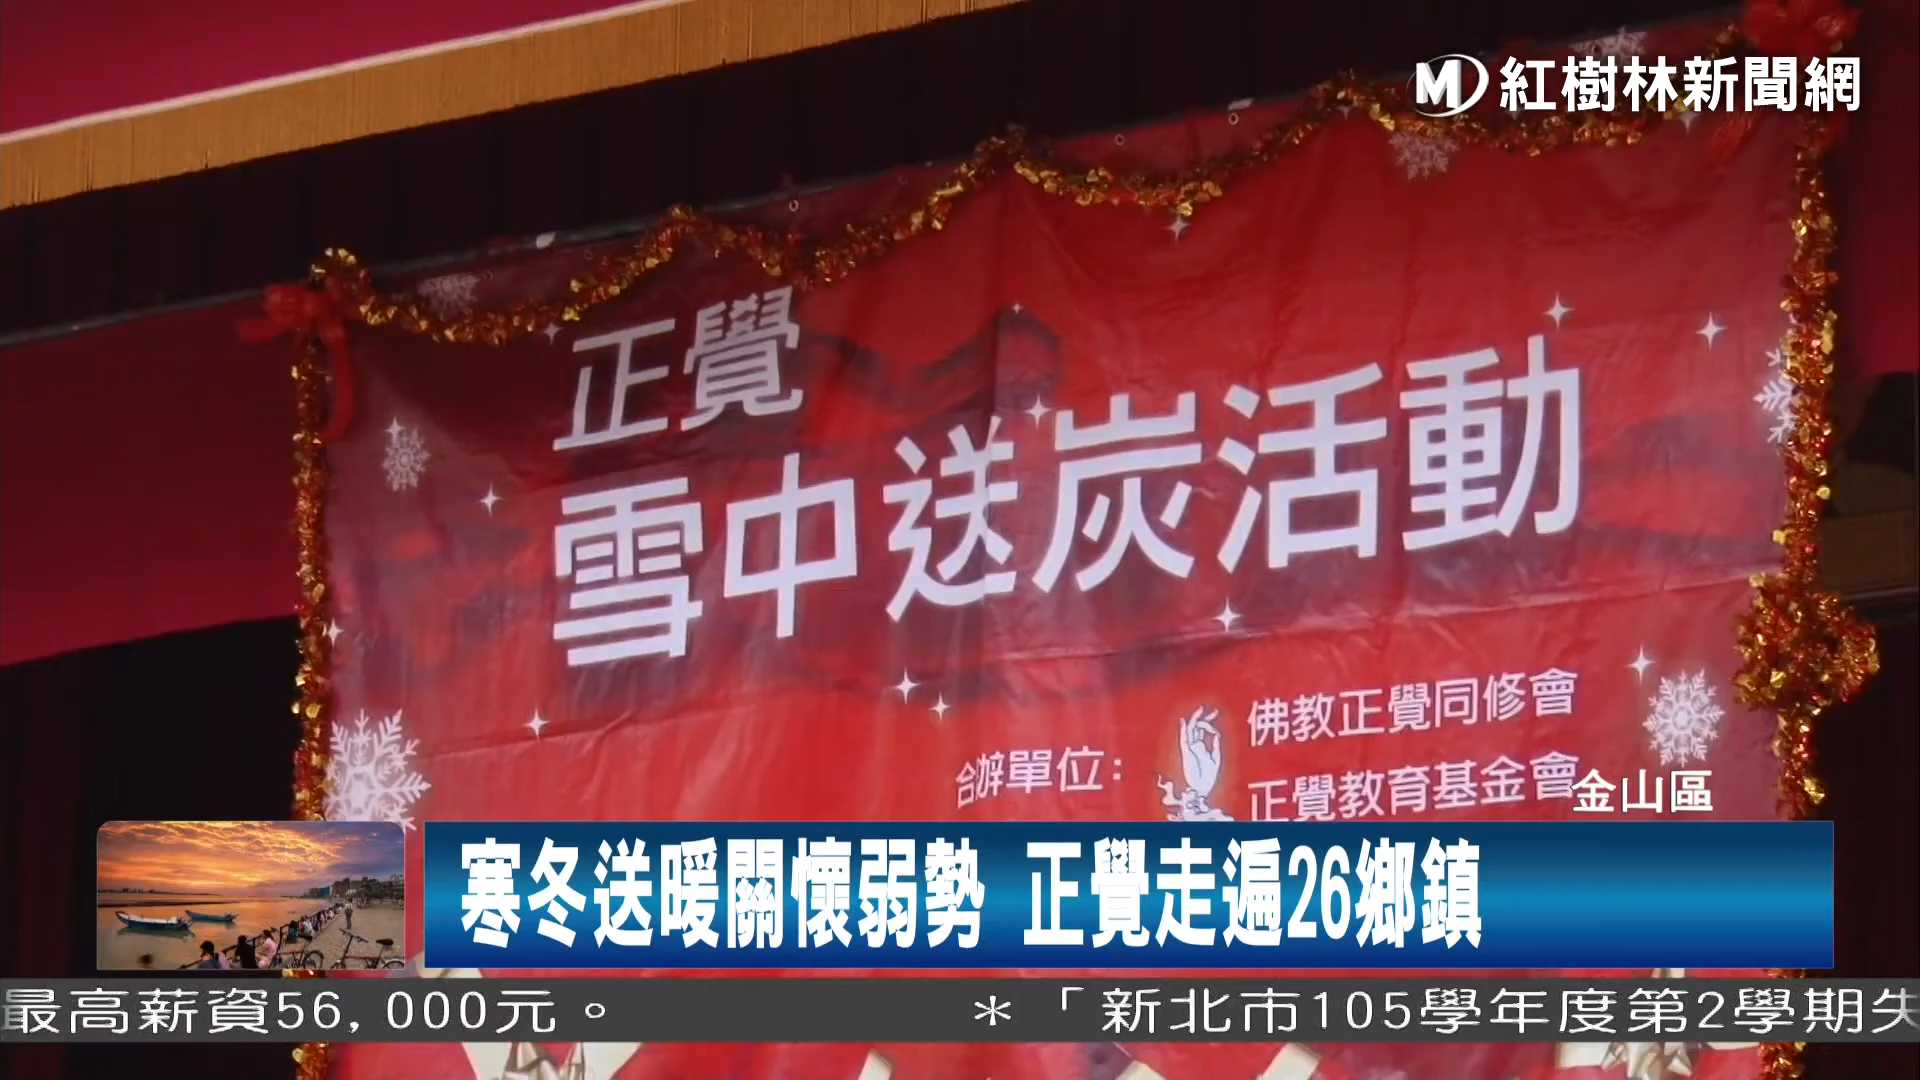 紅樹林新聞網
正覺
雪中送炭活動
合辦單位：
佛教正覺同修會
正覺教育基金會
金山區
寒冬送暖關懷弱勢 正覺走遍26鄉鎮
最高薪資56, 000元。 ＊「新北市105學年度第2學期失